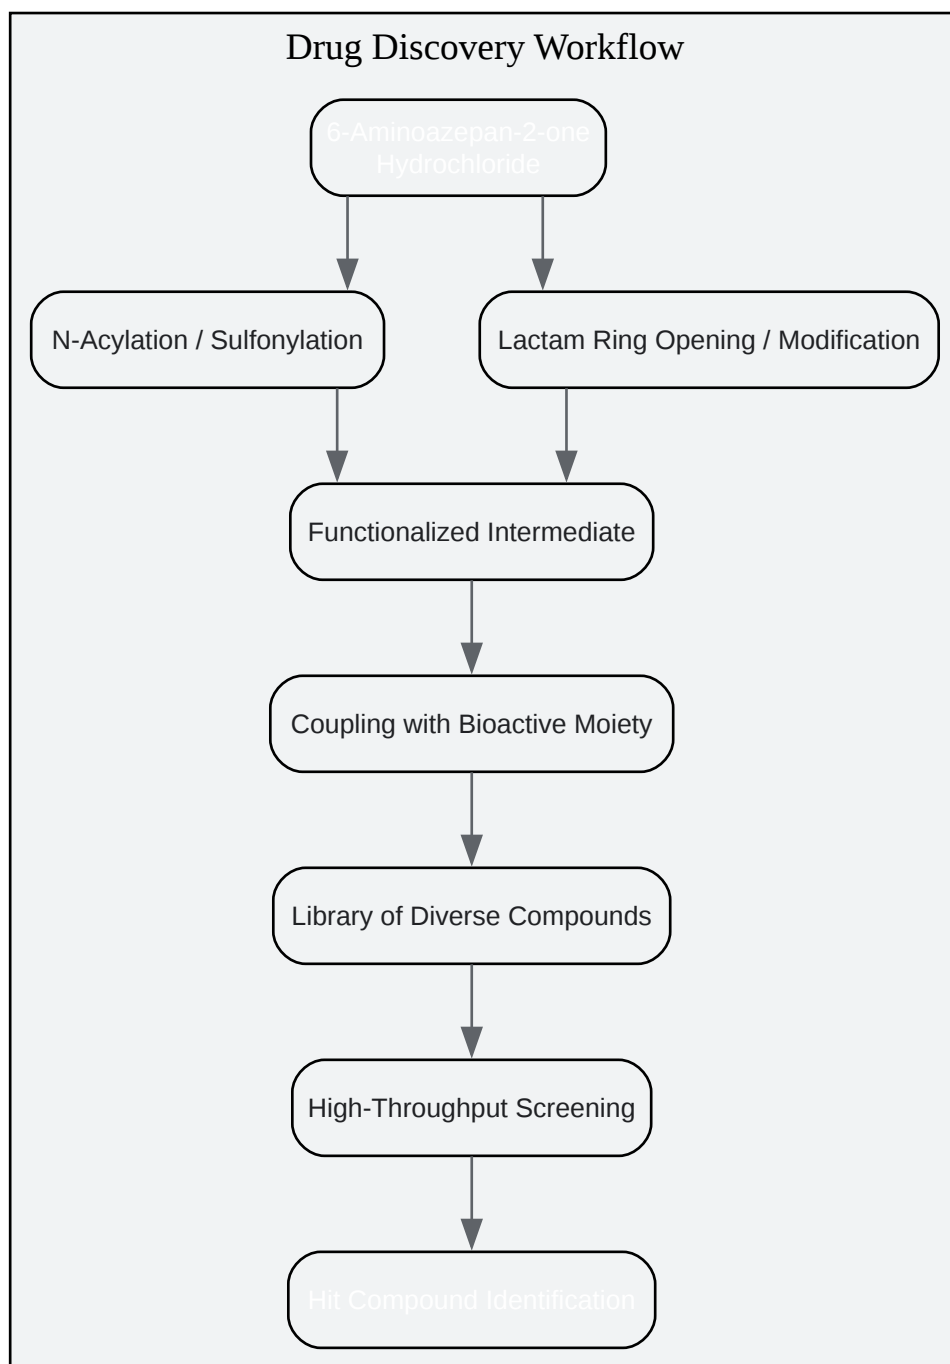 Drug Discovery Workflow
6-Aminoazepan-2-one
Hydrochloride
N-Acylation / Sulfonylation
Lactam Ring Opening / Modification
Functionalized Intermediate
Coupling with Bioactive Moiety
Library of Diverse Compounds
High-Throughput Screening
Hit Compound Identification